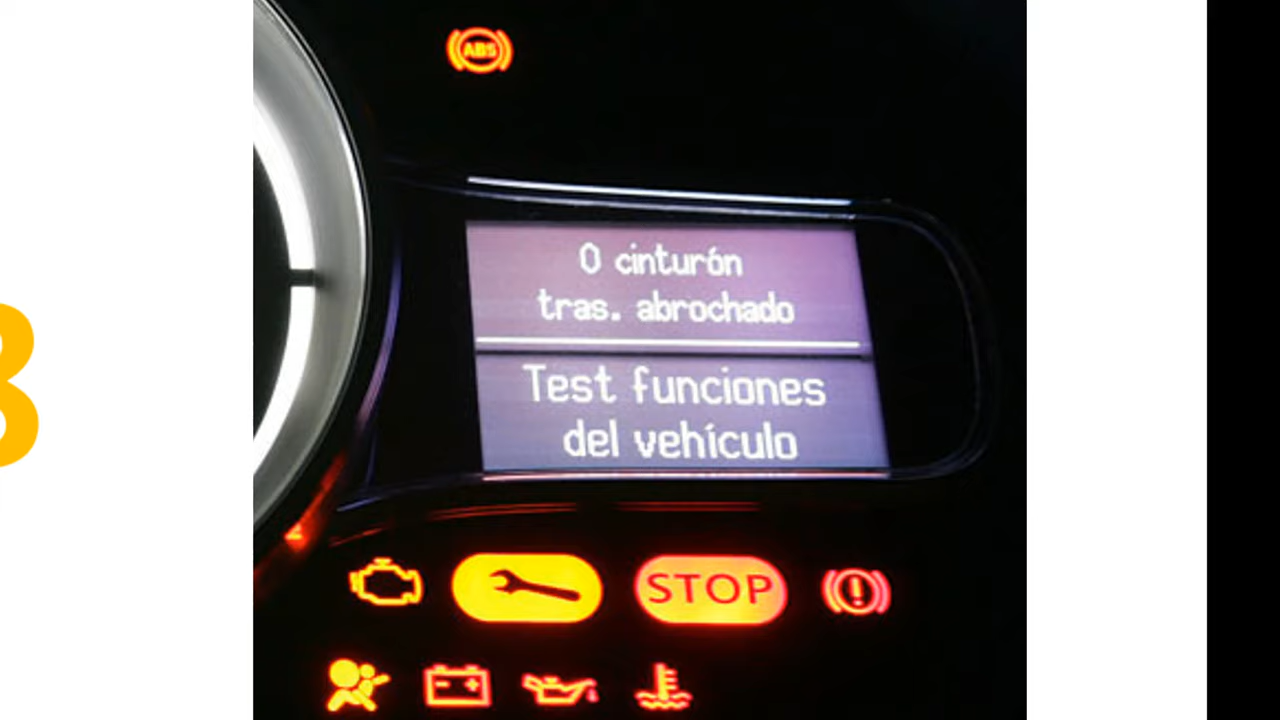 ABS
0 cinturón
tras. abrochado
Test funciones
del vehículo
STOP